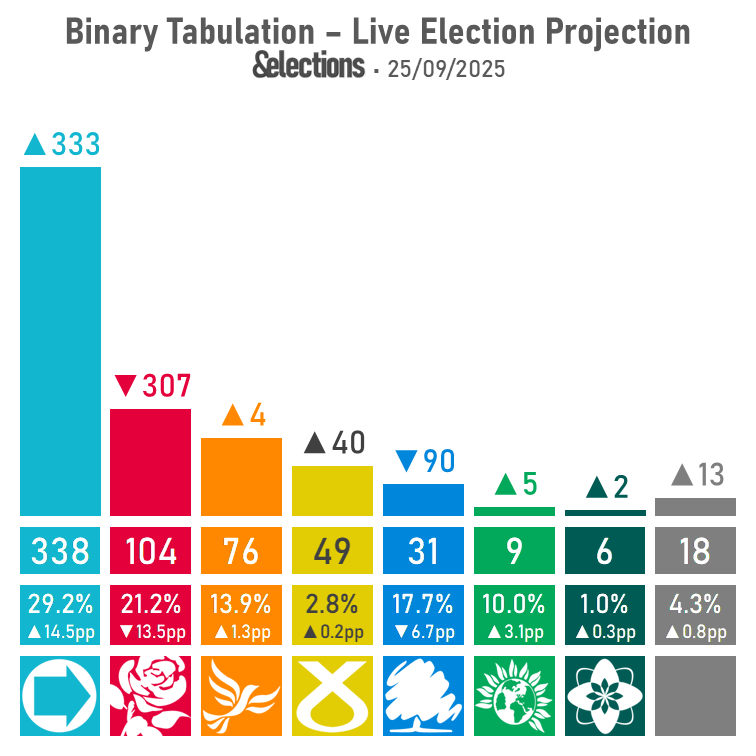 Binary Tabulation – Live Election Projection
&elections · 25/09/2025
▲333
▼307
▲4
▲40
▼90
▲5
▲2
▲13
338 104 76 49 31 9 6 18
29.2% 21.2% 13.9% 2.8% 17.7% 10.0% 1.0% 4.3%
▲14.5pp ▼13.5pp ▲1.3pp ▲0.2pp ▼6.7pp ▲3.1pp ▲0.3pp ▲0.8pp